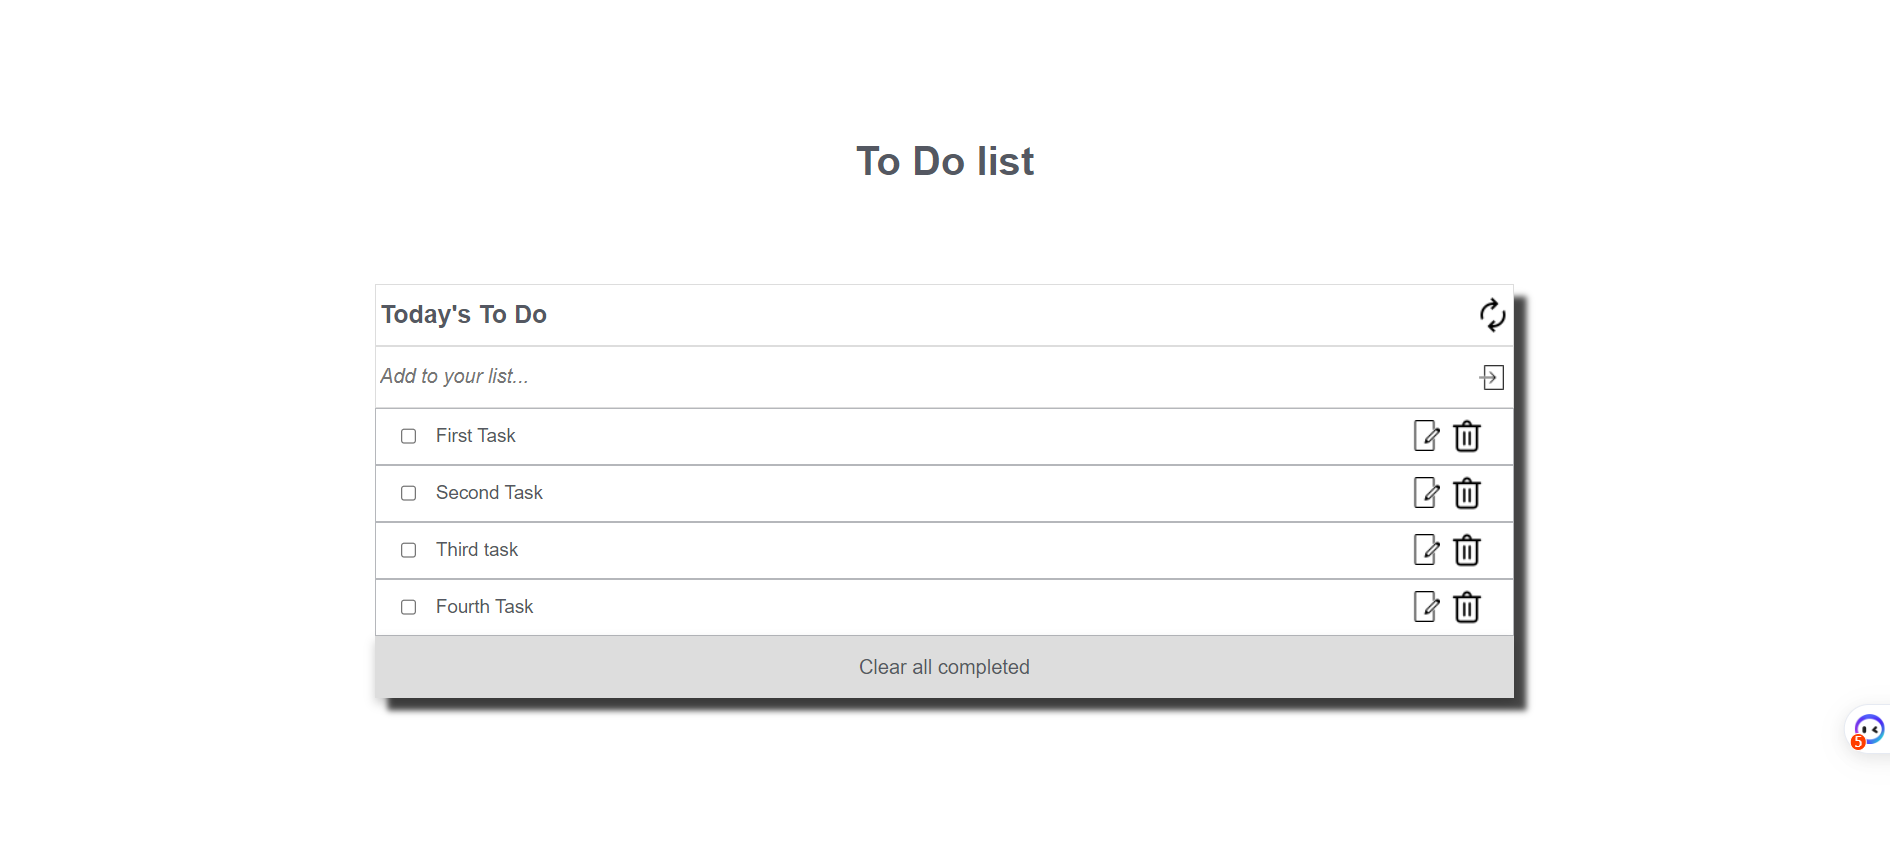 To Do list
Today's To Do
Add to your list...
First Task
Second Task
Third task
Fourth Task
Clear all completed
5